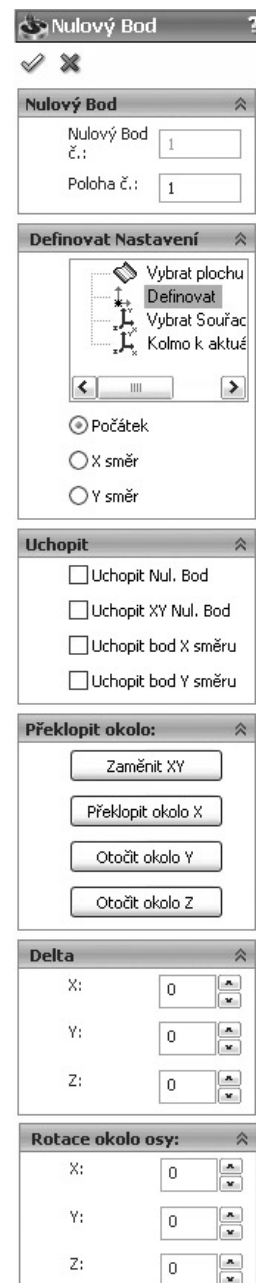 Nulový Bod ?
Nulový Bod
Nulový Bod č.: 1
Poloha č.: 1
Definovat Nastavení
Vybrat plochu
Definovat
Vybrat Souřac
Kolmo k aktuá
Počátek
X směr
Y směr
Uchopit
Uchopit Nul. Bod
Uchopit XY Nul. Bod
Uchopit bod X směru
Uchopit bod Y směru
Překlopit okolo:
Zaměnit XY
Překlopit okolo X
Otočit okolo Y
Otočit okolo Z
Delta
X: 0
Y: 0
Z: 0
Rotace okolo osy:
X: 0
Y: 0
Z: 0